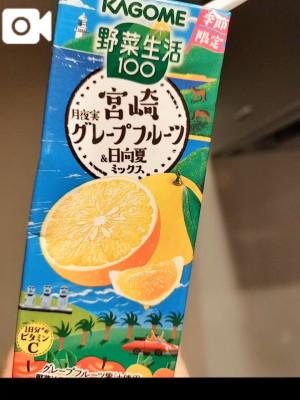 KAGOME
季節
限定
野菜生活
100
宮崎
月夜実
グレープフルーツ
&日向夏
ミックス
1日分の
ビタミン
C